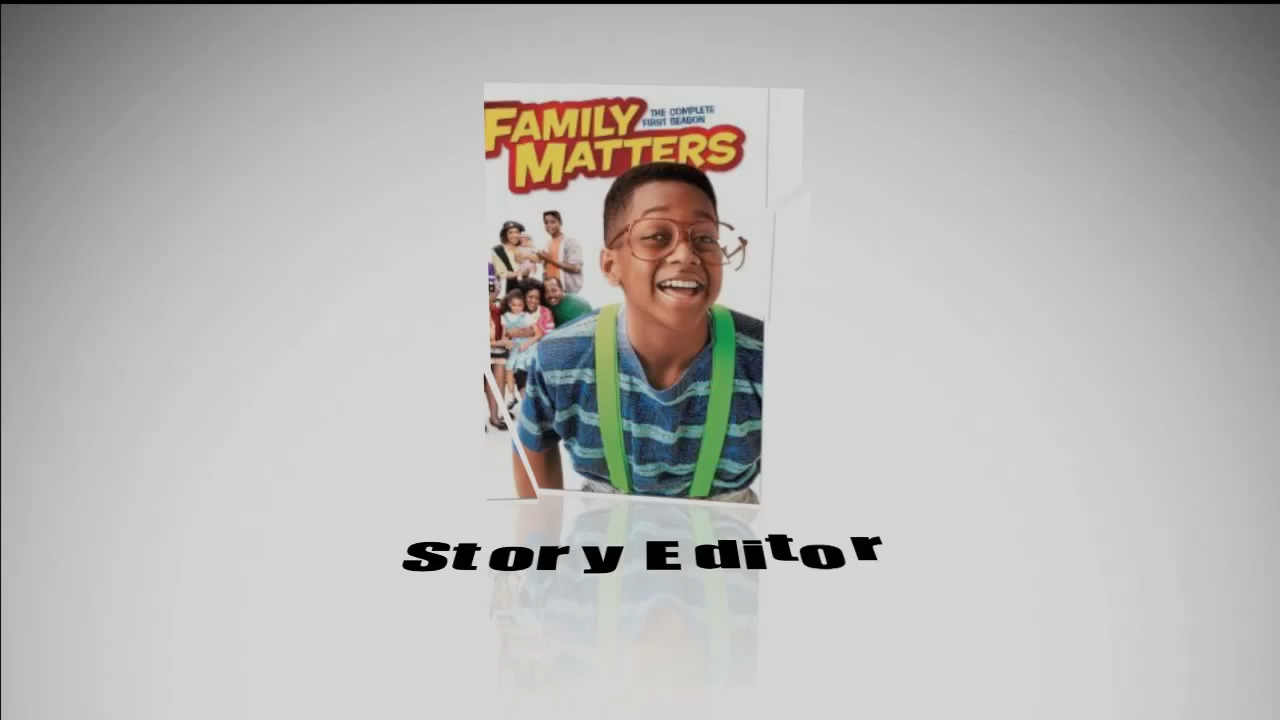 FAMILY
MATTERS
THE COMPLETE
FIRST SEASON
Story Editor